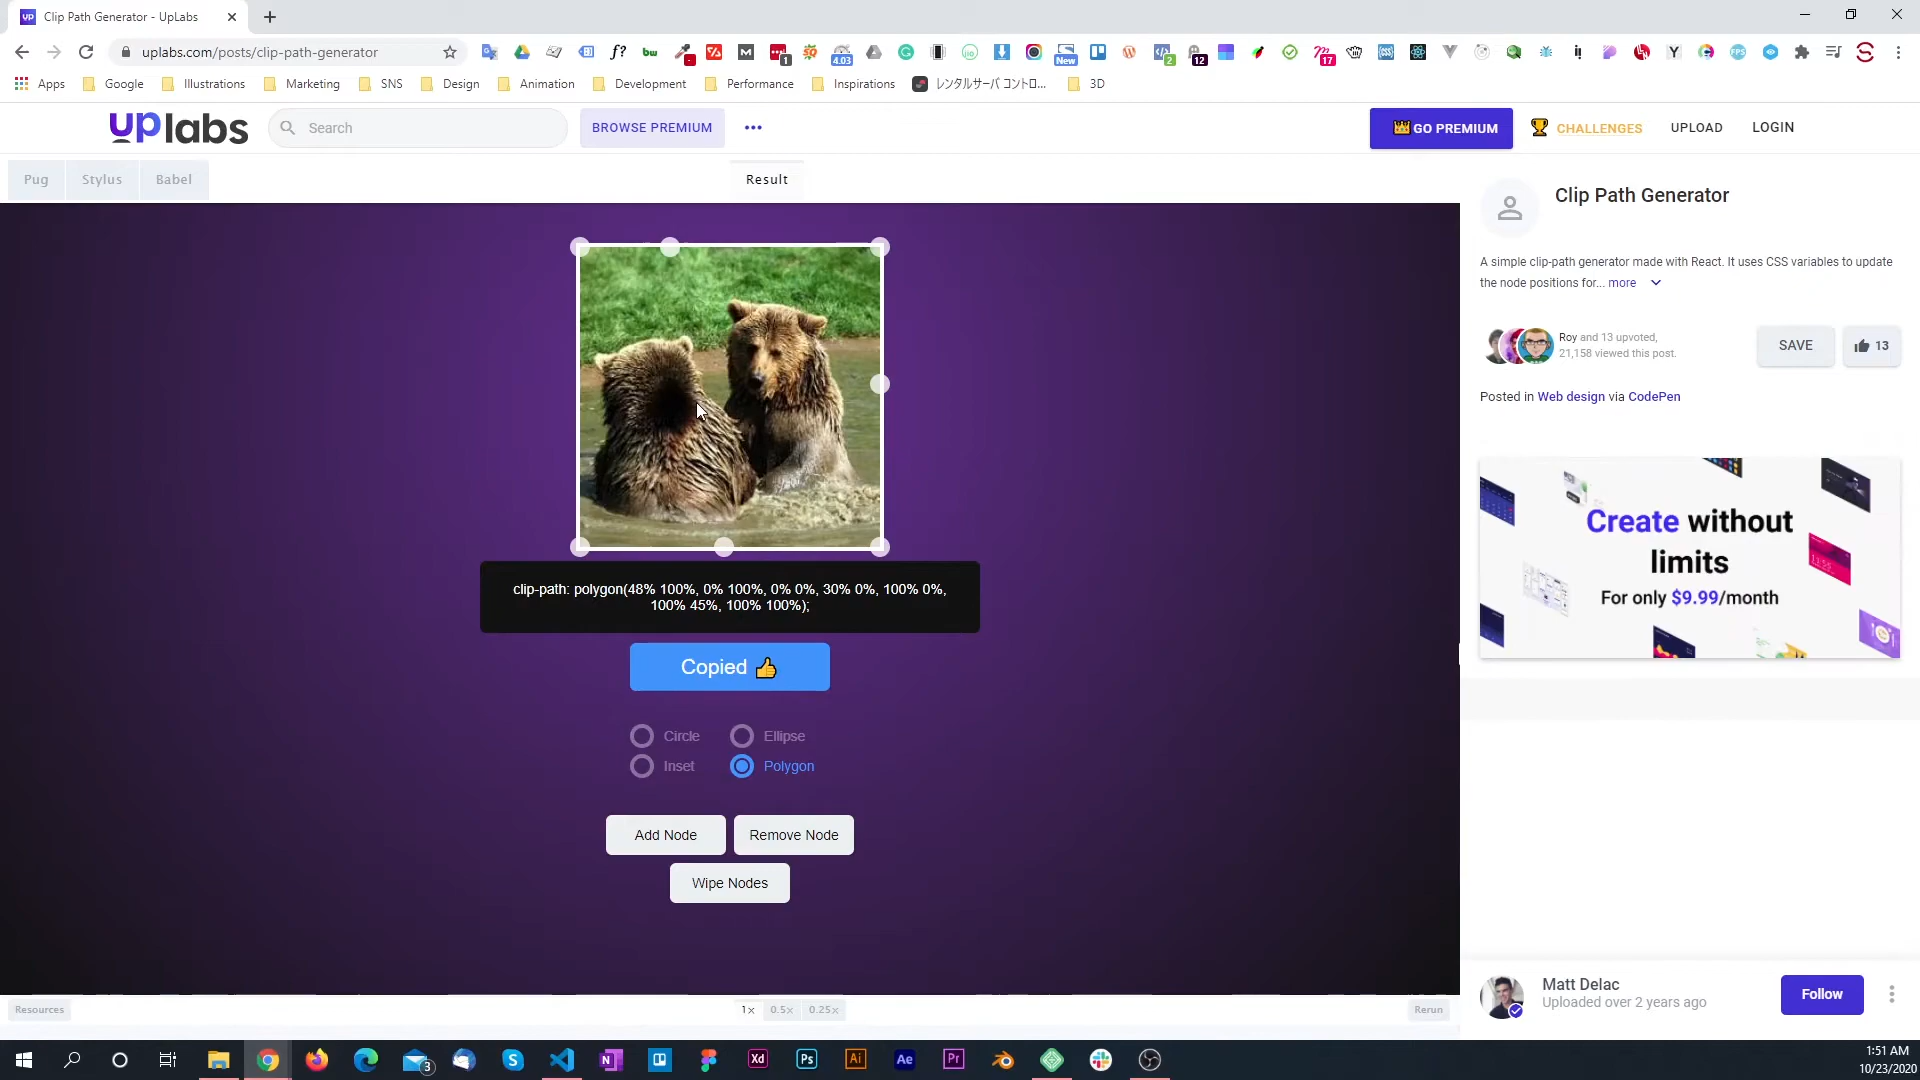 Clip Path Generator - UpLabs
uplabs.com/posts/clip-path-generator
Apps
Google
Illustrations
Marketing
SNS
Design
Animation
Development
Performance
Inspirations
レンタルサーバ コントロ...
3D
uplabs
Search
BROWSE PREMIUM
GO PREMIUM
CHALLENGES
UPLOAD
LOGIN
Pug
Stylus
Babel
Result
clip-path: polygon(48% 100%, 0% 100%, 0% 0%, 30% 0%, 100% 0%,
100% 45%, 100% 100%);
Copied 👍
Circle
Ellipse
Inset
Polygon
Add Node
Remove Node
Wipe Nodes
Resources
1x
0.5x
0.25x
Rerun
Clip Path Generator
A simple clip-path generator made with React. It uses CSS variables to update
the node positions for... more
Roy and 13 upvoted,
21,158 viewed this post.
SAVE
13
Posted in Web design via CodePen
Create without
limits
For only $9.99/month
Matt Delac
Uploaded over 2 years ago
Follow
1:51 AM
10/23/2020